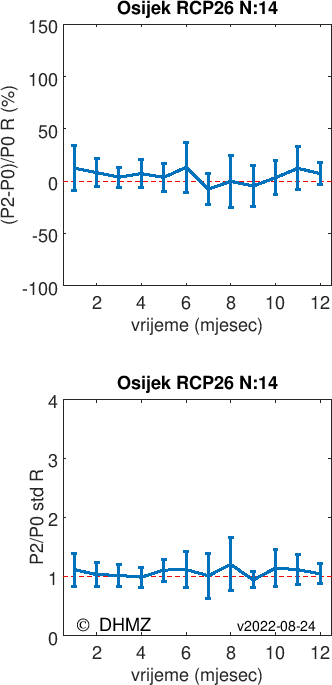 Osijek RCP26 N:14
150
100
50
0
-50
-100
(P2-P0)/P0 R (%)
2 4 6 8 10 12
vrijeme (mjesec)
Osijek RCP26 N:14
4
3
2
1
0
P2/P0 std R
© DHMZ
v2022-08-24
2 4 6 8 10 12
vrijeme (mjesec)